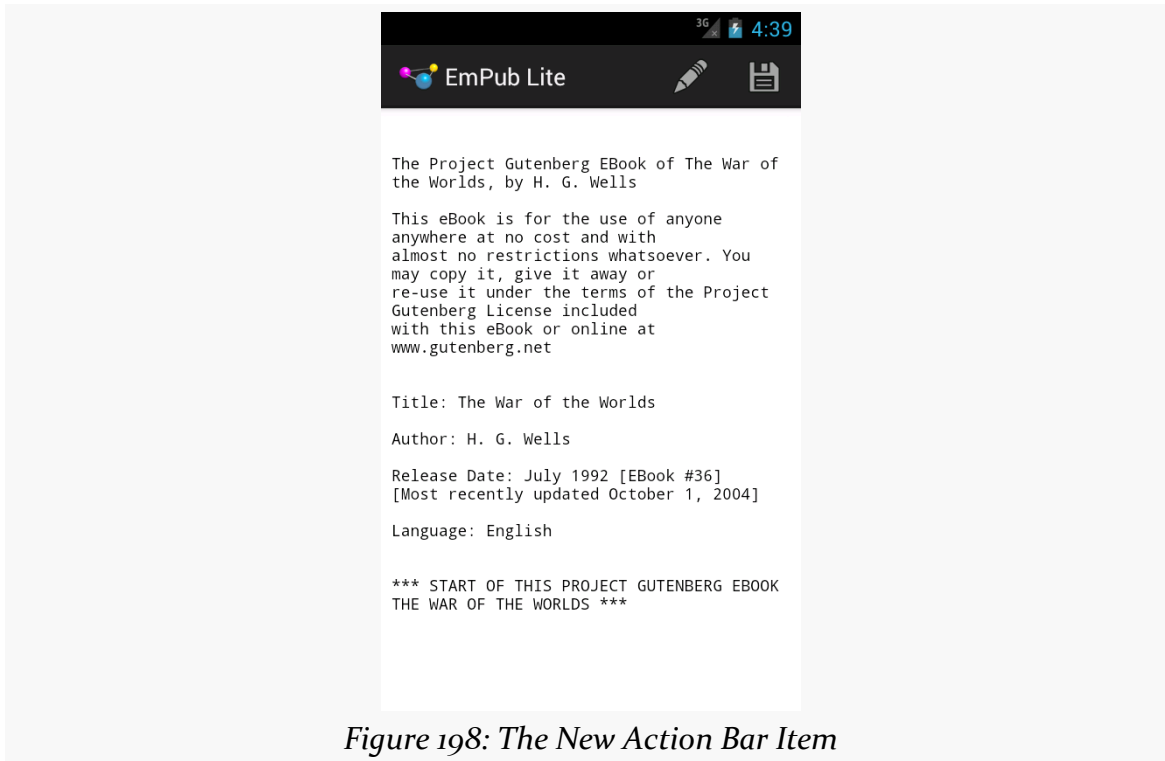 3G
4:39
EmPub Lite
The Project Gutenberg EBook of The War of
the Worlds, by H. G. Wells
This eBook is for the use of anyone
anywhere at no cost and with
almost no restrictions whatsoever. You
may copy it, give it away or
re-use it under the terms of the Project
Gutenberg License included
with this eBook or online at
www.gutenberg.net
Title: The War of the Worlds
Author: H. G. Wells
Release Date: July 1992 [EBook #36]
[Most recently updated October 1, 2004]
Language: English
*** START OF THIS PROJECT GUTENBERG EBOOK
THE WAR OF THE WORLDS ***
Figure 198: The New Action Bar Item